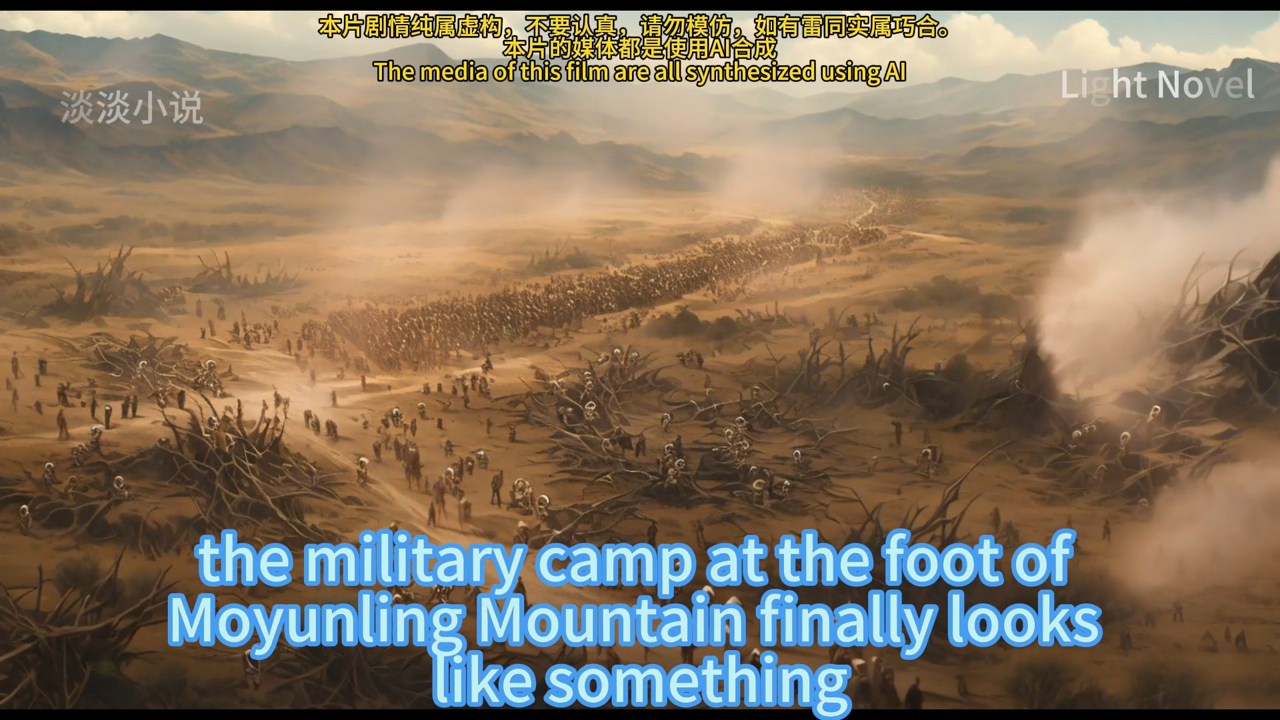 本片剧情纯属虚构，不要认真，请勿模仿，如有雷同实属巧合。
本片的媒体都是使用AI合成
The media of this film are all synthesized using AI
淡淡小说
Light Novel
the military camp at the foot of
Moyunling Mountain finally looks
like something